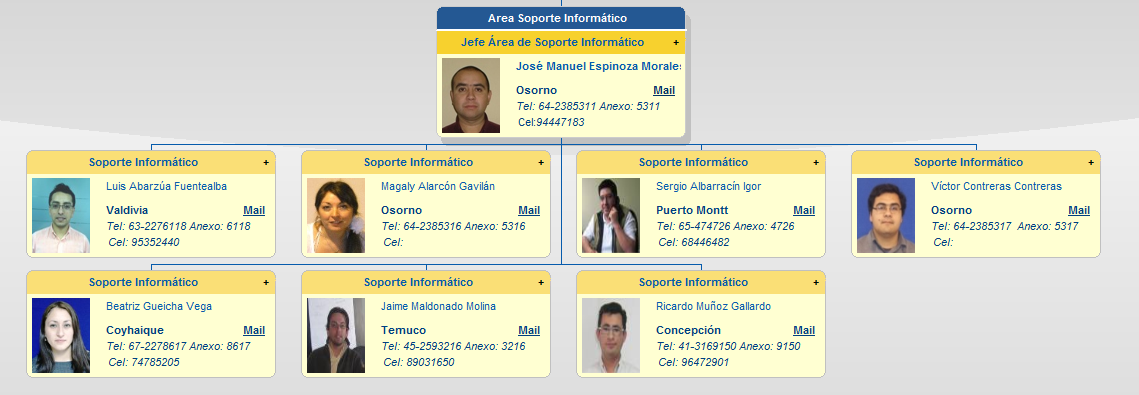 Area Soporte Informático
Jefe Área de Soporte Informático +
José Manuel Espinoza Morales
Osorno Mail
Tel: 64-2385311 Anexo: 5311
Cel:94447183
Soporte Informático +
Luis Abarzúa Fuentealba
Valdivia Mail
Tel: 63-2276118 Anexo: 6118
Cel: 95352440
Soporte Informático +
Magaly Alarcón Gavilán
Osorno Mail
Tel: 64-2385316 Anexo: 5316
Cel:
Soporte Informático +
Sergio Albarracín Igor
Puerto Montt Mail
Tel: 65-474726 Anexo: 4726
Cel: 68446482
Soporte Informático +
Víctor Contreras Contreras
Osorno Mail
Tel: 64-2385317 Anexo: 5317
Cel:
Soporte Informático +
Beatriz Gueicha Vega
Coyhaique Mail
Tel: 67-2278617 Anexo: 8617
Cel: 74785205
Soporte Informático +
Jaime Maldonado Molina
Temuco Mail
Tel: 45-2593216 Anexo: 3216
Cel: 89031650
Soporte Informático +
Ricardo Muñoz Gallardo
Concepción Mail
Tel: 41-3169150 Anexo: 9150
Cel: 96472901